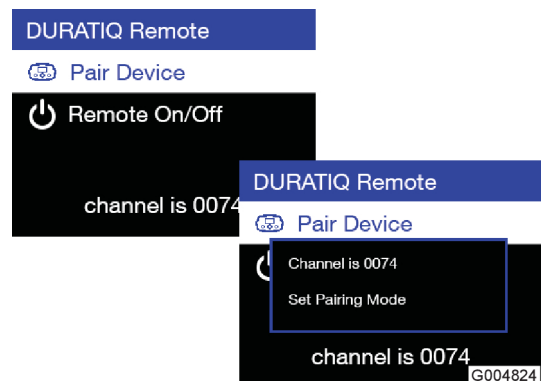 DURATIQ Remote
Pair Device
Remote On/Off
channel is 0074
DURATIQ Remote
Pair Device
Channel is 0074
Set Pairing Mode
channel is 0074
G004824